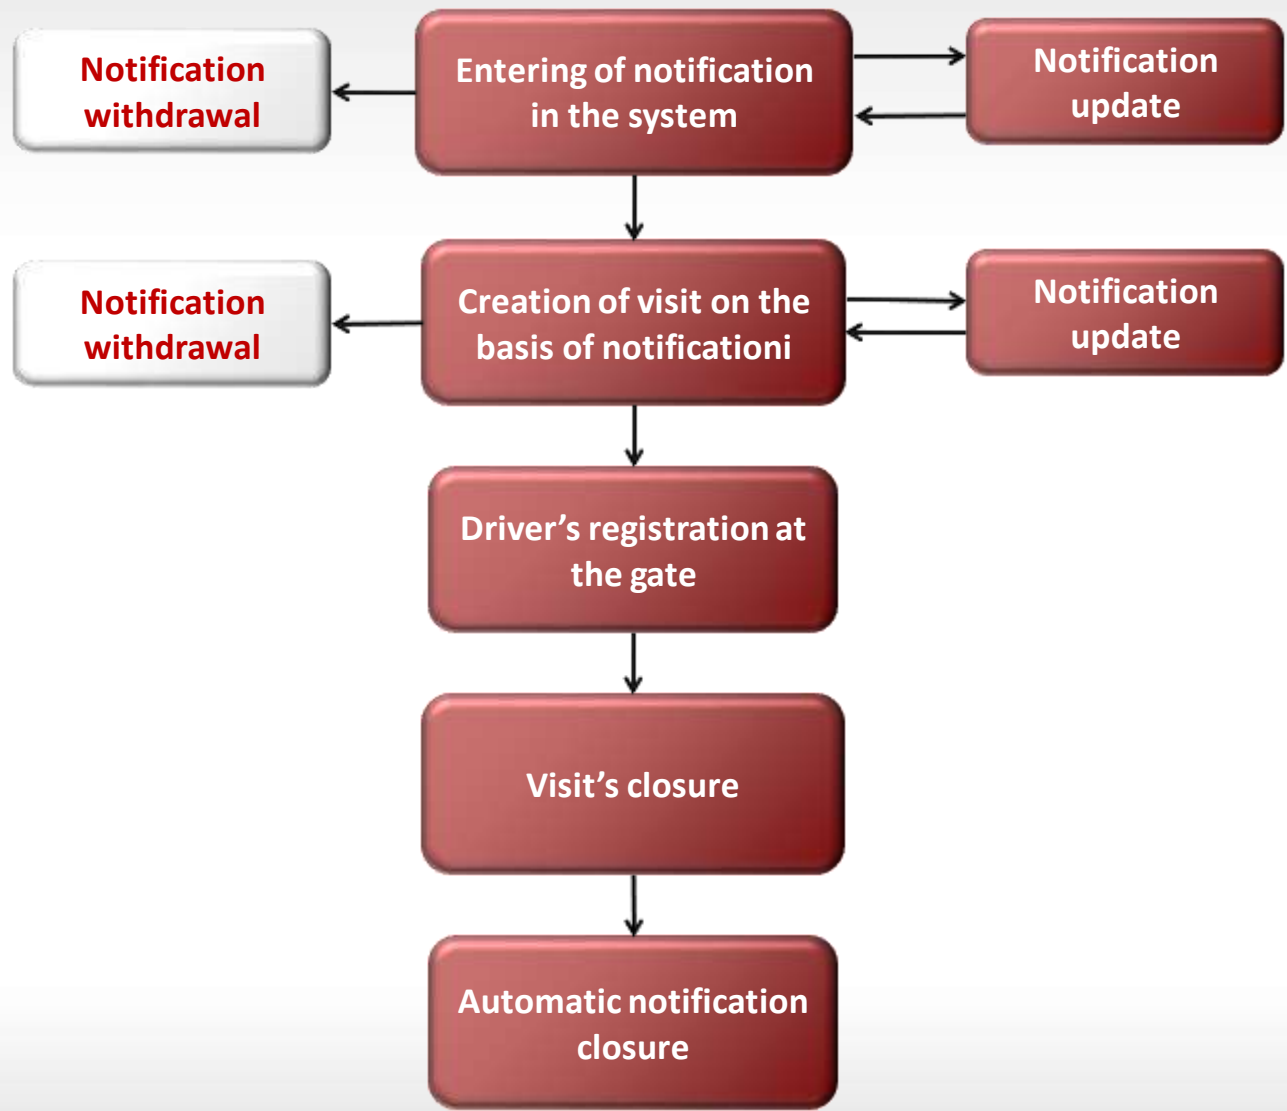 Notification
withdrawal
Entering of notification
in the system
Notification
update
Notification
withdrawal
Creation of visit on the
basis of notificationi
Notification
update
Driver’s registration at
the gate
Visit’s closure
Automatic notification
closure